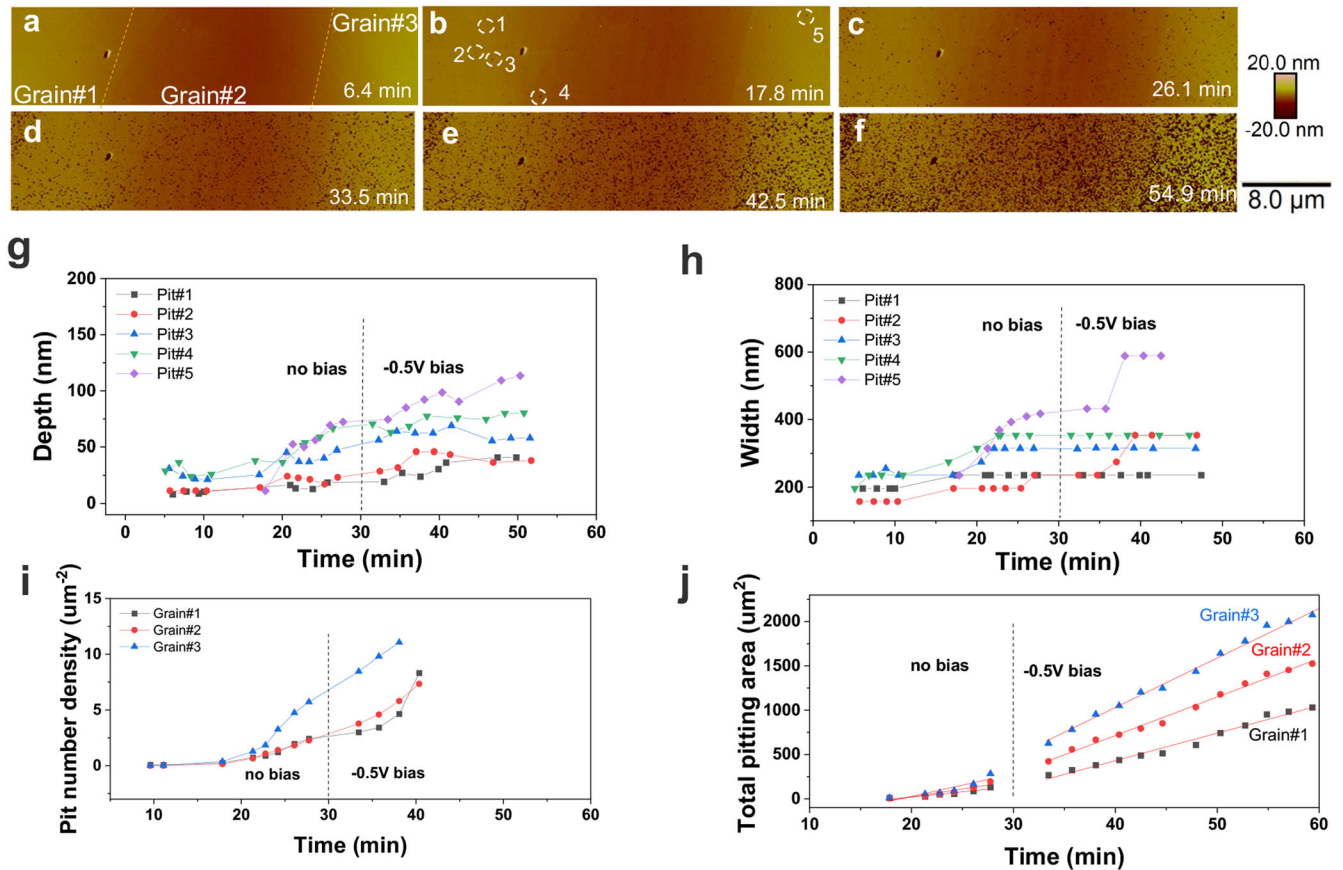 a
Grain#1
Grain#2
Grain#3
6.4 min
b
1
2
3
4
5
17.8 min
c
26.1 min
20.0 nm
-20.0 nm
d
33.5 min
e
42.5 min
f
54.9 min
8.0 µm
g
200
150
100
50
0
Depth (nm)
Pit#1
Pit#2
Pit#3
Pit#4
Pit#5
no bias
-0.5V bias
0 10 20 30 40 50 60
Time (min)
h
800
600
400
200
Width (nm)
Pit#1
Pit#2
Pit#3
Pit#4
Pit#5
no bias
-0.5V bias
0 10 20 30 40 50 60
Time (min)
i
15
10
5
0
Pit number density (um-2)
Grain#1
Grain#2
Grain#3
no bias
-0.5V bias
10 20 30 40 50 60
Time (min)
j
2000
1500
1000
500
0
Total pitting area (um2)
no bias
-0.5V bias
Grain#3
Grain#2
Grain#1
10 20 30 40 50 60
Time (min)